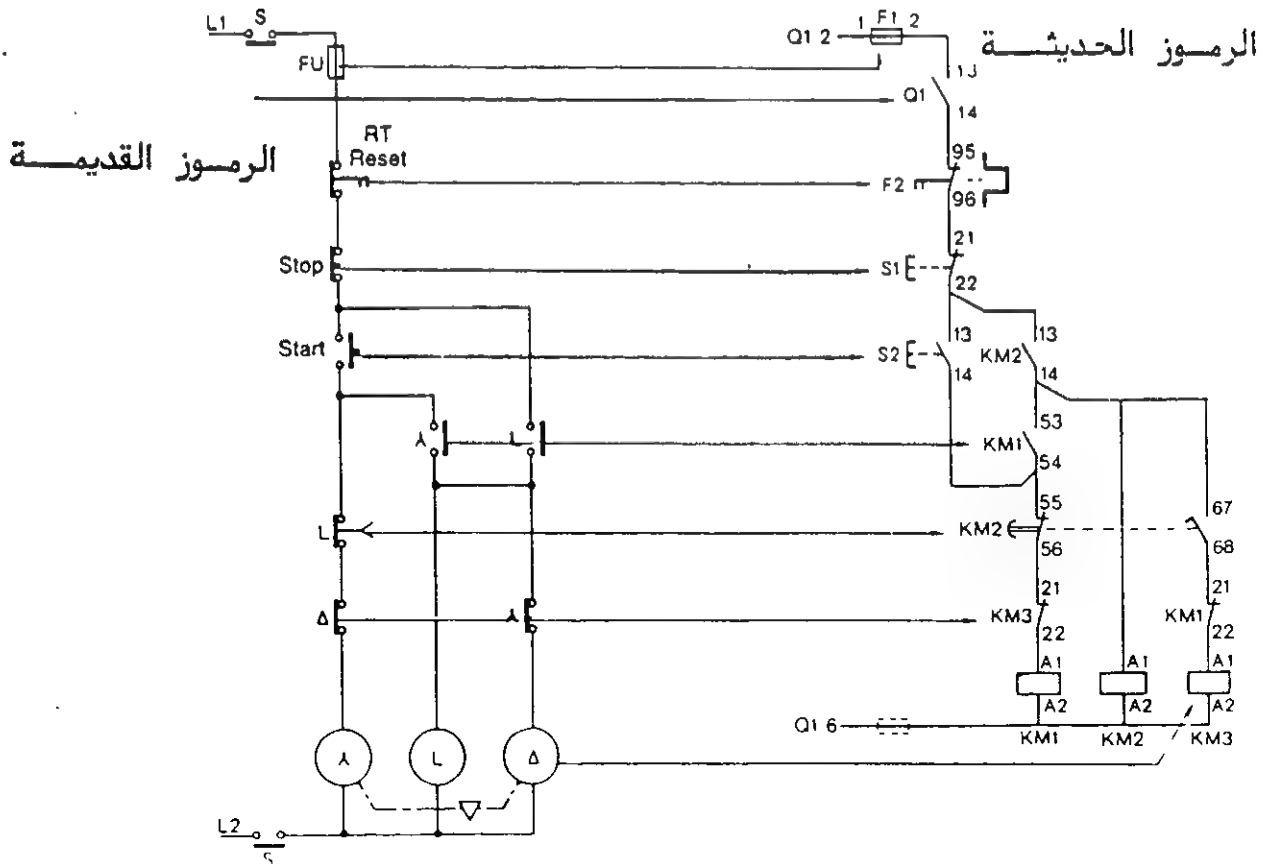 L1 S
Q1 2 1 F1 2
الرموز الحديثة
FU
13
Q1
14
الرموز القديمة
RT
Reset
95
F2
96
Stop
21
S1
22
Start
13 13
S2 KM2
14 14
⅄ L
53
KM1
54
L
55 67
KM2
56 68
Δ ⅄
21 21
KM3 KM1
22 22
A1 A1 A1
A2 A2 A2
Q1 6
KM1 KM2 KM3
⅄ L Δ
L2
S